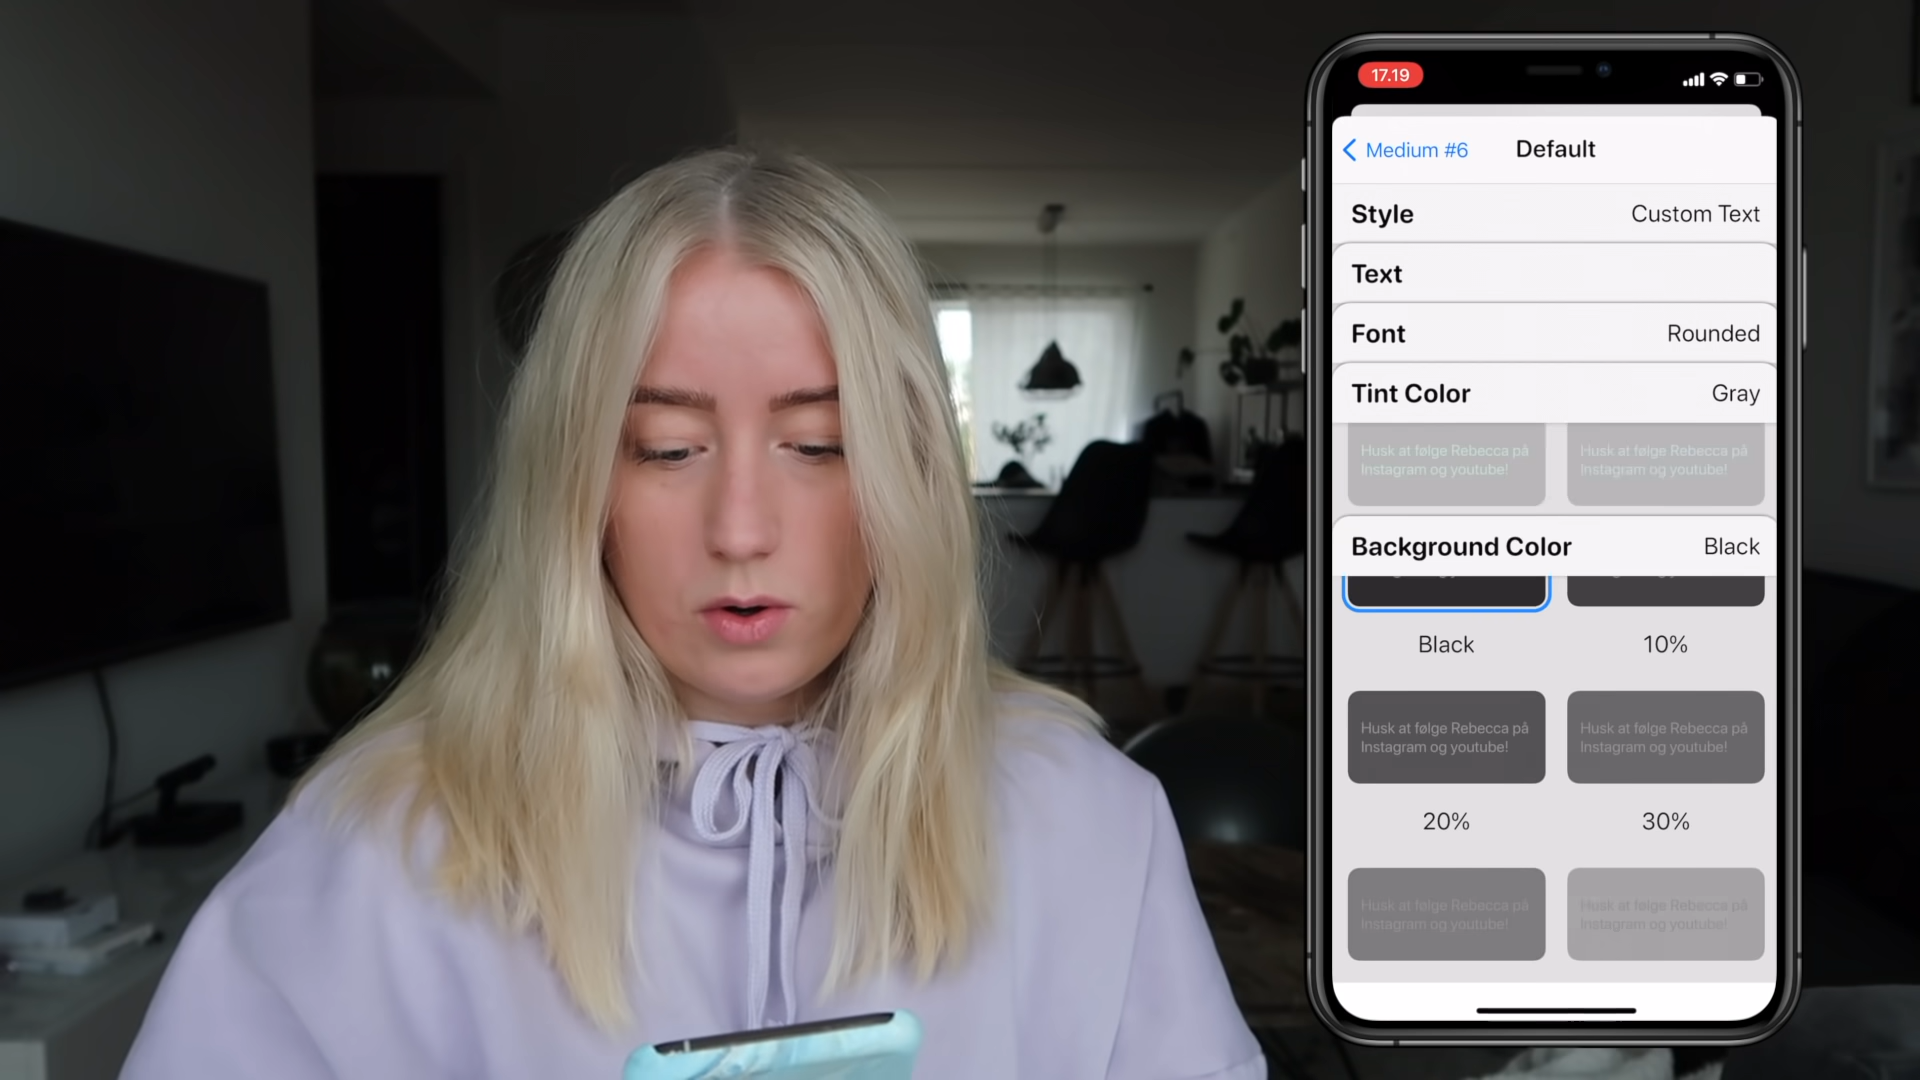 17.19
Medium #6
Default
Style
Custom Text
Text
Font
Rounded
Tint Color
Gray
Husk at følge Rebecca på
Instagram og youtube!
Husk at følge Rebecca på
Instagram og youtube!
Background Color
Black
Black
10%
Husk at følge Rebecca på
Instagram og youtube!
Husk at følge Rebecca på
Instagram og youtube!
20%
30%
Husk at følge Rebecca på
Instagram og youtube!
Husk at følge Rebecca på
Instagram og youtube!